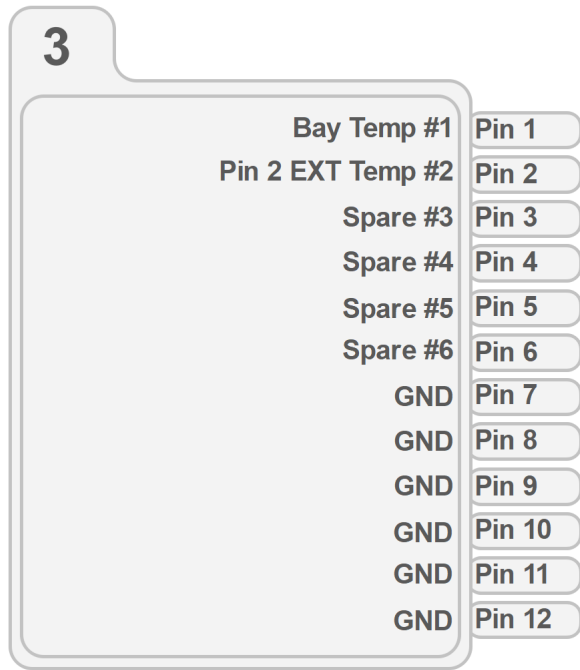 3
Bay Temp #1 Pin 1
Pin 2 EXT Temp #2 Pin 2
Spare #3 Pin 3
Spare #4 Pin 4
Spare #5 Pin 5
Spare #6 Pin 6
GND Pin 7
GND Pin 8
GND Pin 9
GND Pin 10
GND Pin 11
GND Pin 12